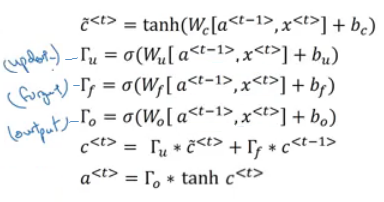 c̃^{<t>} = tanh(W_c[a^{<t-1>}, x^{<t>}] + b_c)
(update) - Γ_u = σ(W_u[ a^{<t-1>}, x^{<t>}] + b_u)
(forget) - Γ_f = σ(W_f[ a^{<t-1>}, x^{<t>}] + b_f)
(output) - Γ_o = σ(W_o[ a^{<t-1>}, x^{<t>}] + b_o)
c^{<t>} = Γ_u * c̃^{<t>} + Γ_f * c^{<t-1>}
a^{<t>} = Γ_o * tanh c^{<t>}